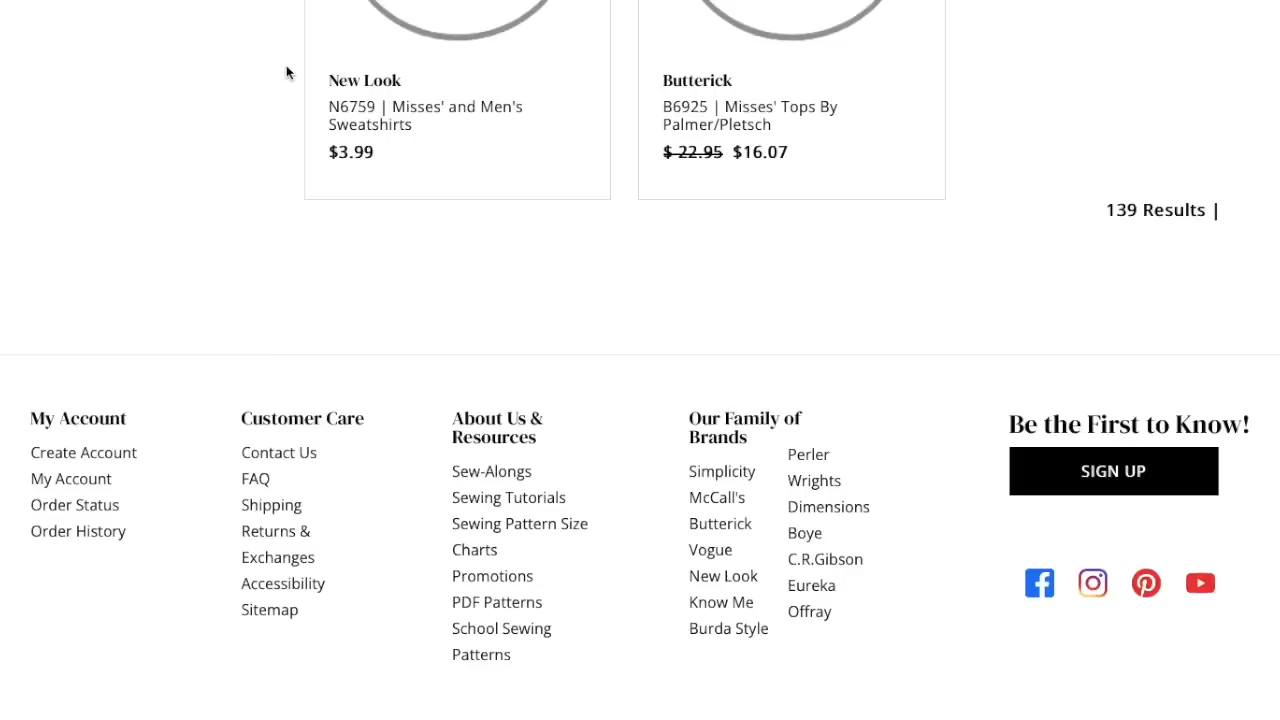 New Look
N6759 | Misses' and Men's
Sweatshirts
$3.99
Butterick
B6925 | Misses' Tops By
Palmer/Pletsch
$ 22.95 $16.07
139 Results |
My Account
Create Account
My Account
Order Status
Order History
Customer Care
Contact Us
FAQ
Shipping
Returns &
Exchanges
Accessibility
Sitemap
About Us &
Resources
Sew-Alongs
Sewing Tutorials
Sewing Pattern Size
Charts
Promotions
PDF Patterns
School Sewing
Patterns
Our Family of
Brands
Simplicity
McCall's
Butterick
Vogue
New Look
Know Me
Burda Style
Perler
Wrights
Dimensions
Boye
C.R.Gibson
Eureka
Offray
Be the First to Know!
SIGN UP